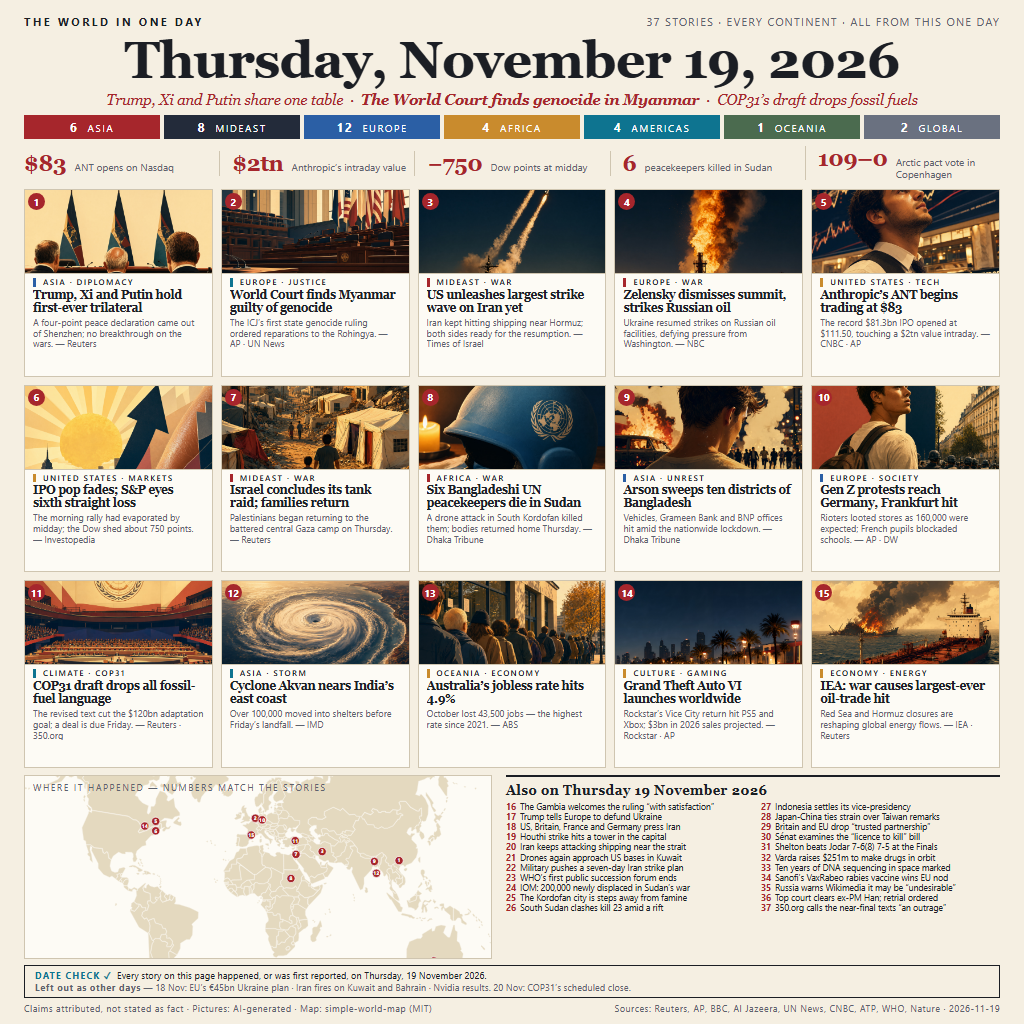 THE WORLD IN ONE DAY
37 STORIES · EVERY CONTINENT · ALL FROM THIS ONE DAY
Thursday, November 19, 2026
Trump, Xi and Putin share one table · The World Court finds genocide in Myanmar · COP31's draft drops fossil fuels
6 ASIA
8 MIDEAST
12 EUROPE
4 AFRICA
4 AMERICAS
1 OCEANIA
2 GLOBAL
$83 ANT opens on Nasdaq
$2tn Anthropic's intraday value
−750 Dow points at midday
6 peacekeepers killed in Sudan
109–0 Arctic pact vote in
Copenhagen
1
ASIA · DIPLOMACY
Trump, Xi and Putin hold
first-ever trilateral
A four-point peace declaration came out
of Shenzhen; no breakthrough on the
wars. — Reuters
2
EUROPE · JUSTICE
World Court finds Myanmar
guilty of genocide
The ICJ's first state genocide ruling
ordered reparations to the Rohingya. —
AP · UN News
3
MIDEAST · WAR
US unleashes largest strike
wave on Iran yet
Iran kept hitting shipping near Hormuz;
both sides ready for the resumption. —
Times of Israel
4
EUROPE · WAR
Zelensky dismisses summit,
strikes Russian oil
Ukraine resumed strikes on Russian oil
facilities, defying pressure from
Washington. — NBC
5
UNITED STATES · TECH
Anthropic's ANT begins
trading at $83
The record $81.3bn IPO opened at
$111.50, touching a $2tn value intraday. —
CNBC · AP
6
UNITED STATES · MARKETS
IPO pop fades; S&P eyes
sixth straight loss
The morning rally had evaporated by
midday; the Dow shed about 750 points.
— Investopedia
7
MIDEAST · WAR
Israel concludes its tank
raid; families return
Palestinians began returning to the
battered central Gaza camp on Thursday.
— Reuters
8
AFRICA · WAR
Six Bangladeshi UN
peacekeepers die in Sudan
A drone attack in South Kordofan killed
them; bodies returned home Thursday. —
Dhaka Tribune
9
ASIA · UNREST
Arson sweeps ten districts of
Bangladesh
Vehicles, Grameen Bank and BNP offices
hit amid the nationwide lockdown. —
Dhaka Tribune
10
EUROPE · SOCIETY
Gen Z protests reach
Germany, Frankfurt hit
Rioters looted stores as 160,000 were
expected; French pupils blockaded
schools. — AP · DW
11
CLIMATE · COP31
COP31 draft drops all fossil-
fuel language
The revised text cut the $120bn adaptation
goal; a deal is due Friday. — Reuters ·
350.org
12
ASIA · STORM
Cyclone Akvan nears India's
east coast
Over 100,000 moved into shelters before
Friday's landfall. — IMD
13
OCEANIA · ECONOMY
Australia's jobless rate hits
4.9%
October lost 43,500 jobs — the highest
rate since 2021. — ABS
14
CULTURE · GAMING
Grand Theft Auto VI
launches worldwide
Rockstar's Vice City return hit PS5 and
Xbox; $3bn in 2026 sales projected. —
Rockstar · AP
15
ECONOMY · ENERGY
IEA: war causes largest-ever
oil-trade hit
Red Sea and Hormuz closures are
reshaping global energy flows. — IEA ·
Reuters
WHERE IT HAPPENED — NUMBERS MATCH THE STORIES
Also on Thursday 19 November 2026
16 The Gambia welcomes the ruling "with satisfaction"
17 Trump tells Europe to defund Ukraine
18 US, Britain, France and Germany press Iran
19 Houthi strike hits a tower in the capital
20 Iran keeps attacking shipping near the strait
21 Drones again approach US bases in Kuwait
22 Military pushes a seven-day Iran strike plan
23 WHO's first public succession forum ends
24 IOM: 200,000 newly displaced in Sudan's war
25 The Kordofan city is steps away from famine
26 South Sudan clashes kill 23 amid a rift
27 Indonesia settles its vice-presidency
28 Japan-China ties strain over Taiwan remarks
29 Britain and EU drop "trusted partnership"
30 Sénat examines the "licence to kill" bill
31 Shelton beats Jodar 7-6(8) 7-5 at the Finals
32 Varda raises $251m to make drugs in orbit
33 Ten years of DNA sequencing in space marked
34 Sanofi's VaxRabeo rabies vaccine wins EU nod
35 Russia warns Wikimedia it may be "undesirable"
36 Top court clears ex-PM Han; retrial ordered
37 350.org calls the near-final texts "an outrage"
DATE CHECK ✓ Every story on this page happened, or was first reported, on Thursday, 19 November 2026.
Left out as other days — 18 Nov: EU's €45bn Ukraine plan · Iran fires on Kuwait and Bahrain · Nvidia results. 20 Nov: COP31's scheduled close.
Claims attributed, not stated as fact · Pictures: AI-generated · Map: simple-world-map (MIT)
Sources: Reuters, AP, BBC, Al Jazeera, UN News, CNBC, ATP, WHO, Nature · 2026-11-19